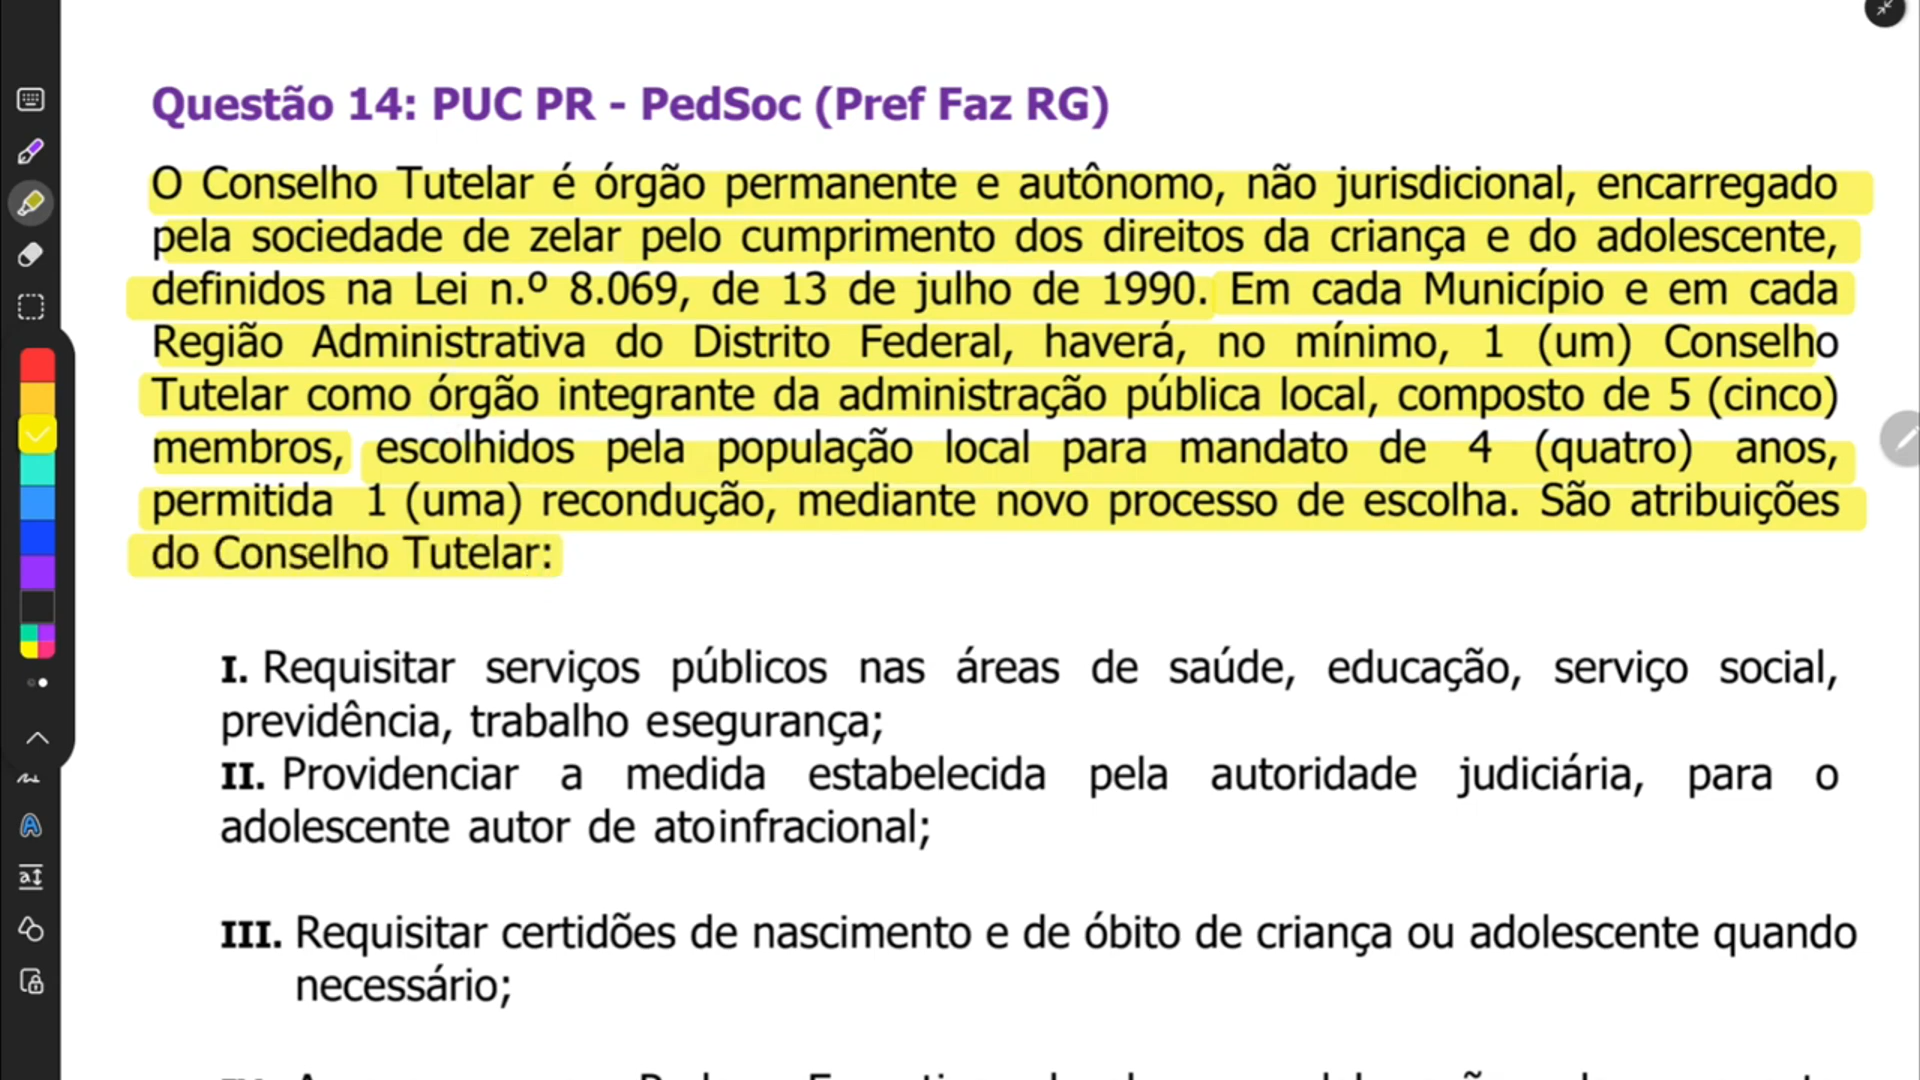 Questão 14: PUC PR - PedSoc (Pref Faz RG)
O Conselho Tutelar é órgão permanente e autônomo, não jurisdicional, encarregado
pela sociedade de zelar pelo cumprimento dos direitos da criança e do adolescente,
definidos na Lei n.º 8.069, de 13 de julho de 1990. Em cada Município e em cada
Região Administrativa do Distrito Federal, haverá, no mínimo, 1 (um) Conselho
Tutelar como órgão integrante da administração pública local, composto de 5 (cinco)
membros, escolhidos pela população local para mandato de 4 (quatro) anos,
permitida 1 (uma) recondução, mediante novo processo de escolha. São atribuições
do Conselho Tutelar:
I. Requisitar serviços públicos nas áreas de saúde, educação, serviço social,
previdência, trabalho esegurança;
II. Providenciar a medida estabelecida pela autoridade judiciária, para o
adolescente autor de atoinfracional;
III. Requisitar certidões de nascimento e de óbito de criança ou adolescente quando
necessário;